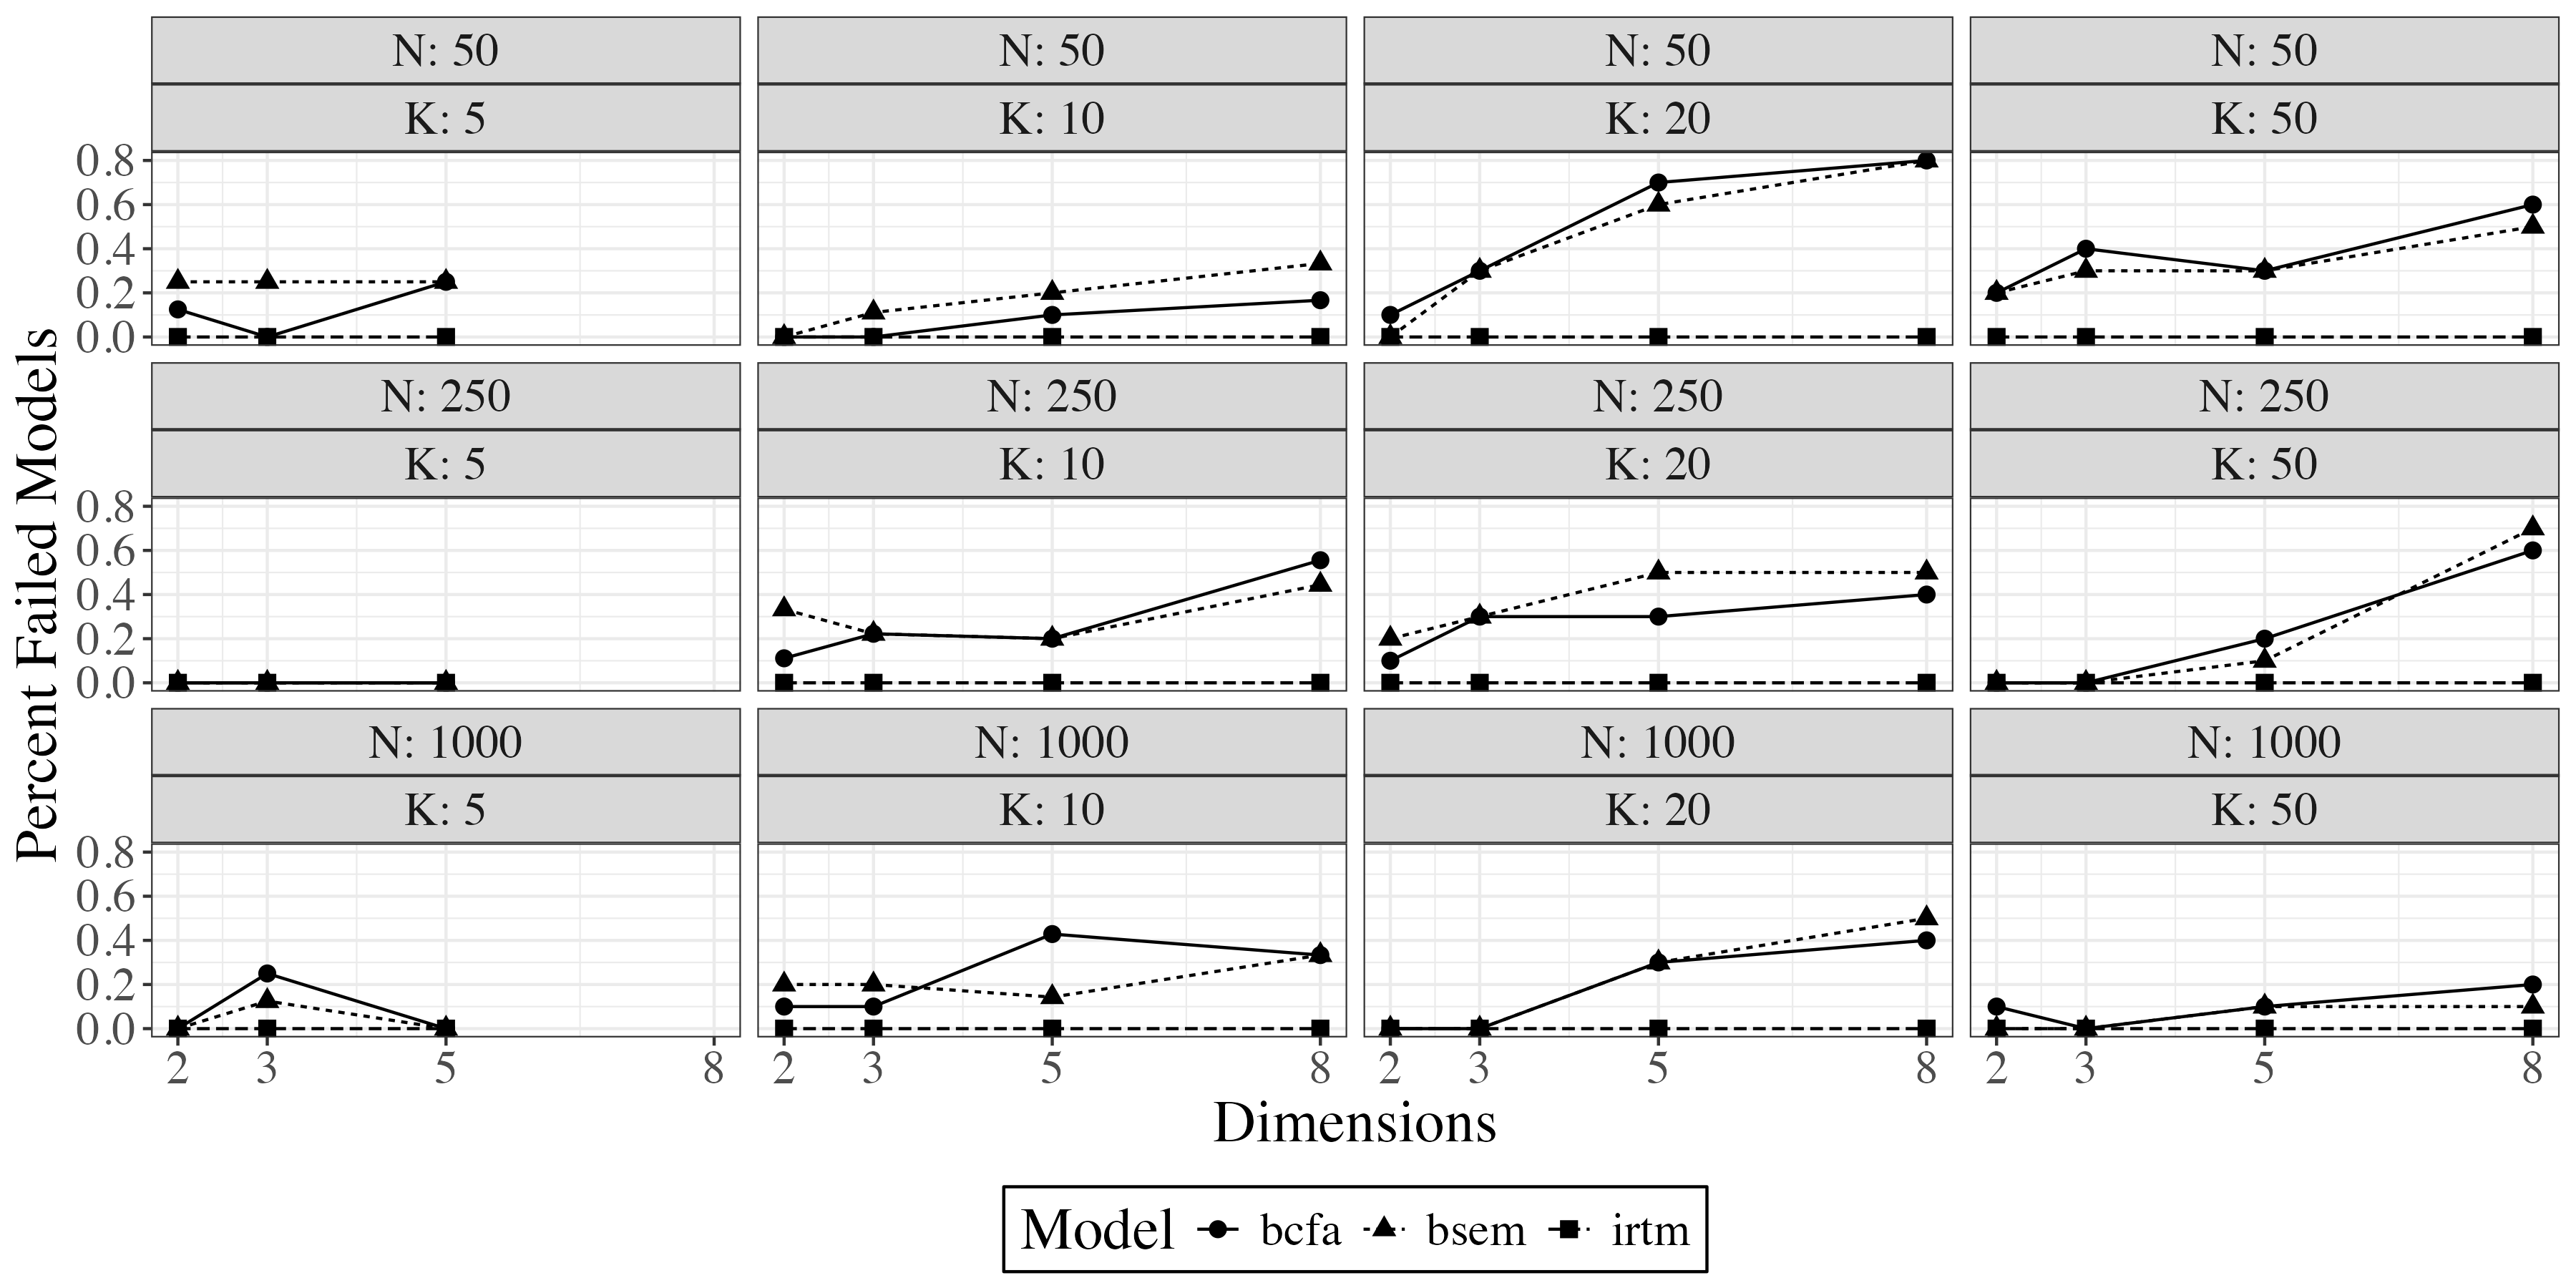 N: 50 N: 50 N: 50 N: 50
K: 5 K: 10 K: 20 K: 50
0.8
0.6
0.4
0.2
0.0
N: 250 N: 250 N: 250 N: 250
K: 5 K: 10 K: 20 K: 50
0.8
0.6
0.4
0.2
0.0
N: 1000 N: 1000 N: 1000 N: 1000
K: 5 K: 10 K: 20 K: 50
0.8
0.6
0.4
0.2
0.0
Percent Failed Models
2 3 5 8 2 3 5 8 2 3 5 8 2 3 5 8
Dimensions
Model bcfa bsem irtm